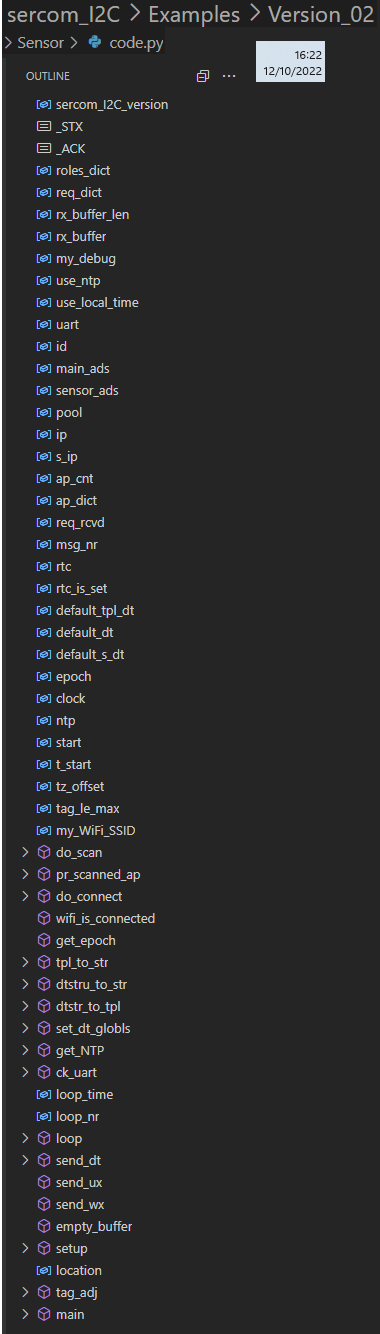 sercom_I2C > Examples > Version_02
> Sensor > code.py
16:22
12/10/2022
OUTLINE
sercom_I2C_version
_STX
_ACK
roles_dict
req_dict
rx_buffer_len
rx_buffer
my_debug
use_ntp
use_local_time
uart
id
main_ads
sensor_ads
pool
ip
s_ip
ap_cnt
ap_dict
req_rcvd
msg_nr
rtc
rtc_is_set
default_tpl_dt
default_dt
default_s_dt
epoch
clock
ntp
start
t_start
tz_offset
tag_le_max
my_WiFi_SSID
do_scan
pr_scanned_ap
do_connect
wifi_is_connected
get_epoch
tpl_to_str
dtstru_to_str
dtstr_to_tpl
set_dt_globls
get_NTP
ck_uart
loop_time
loop_nr
loop
send_dt
send_ux
send_wx
empty_buffer
setup
location
tag_adj
main